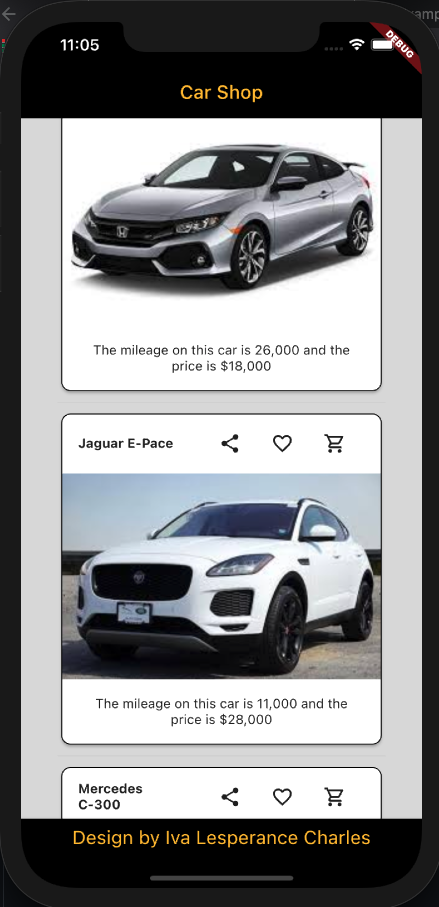 11:05
DEBUG
Car Shop
The mileage on this car is 26,000 and the
price is $18,000
Jaguar E-Pace
The mileage on this car is 11,000 and the
price is $28,000
Mercedes
C-300
Design by Iva Lesperance Charles